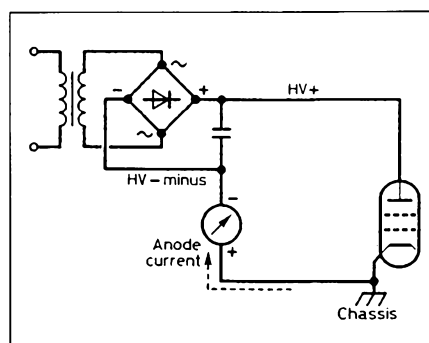 ~
-
+
HV+
~
HV-minus
-
Anode
current
+
Chassis